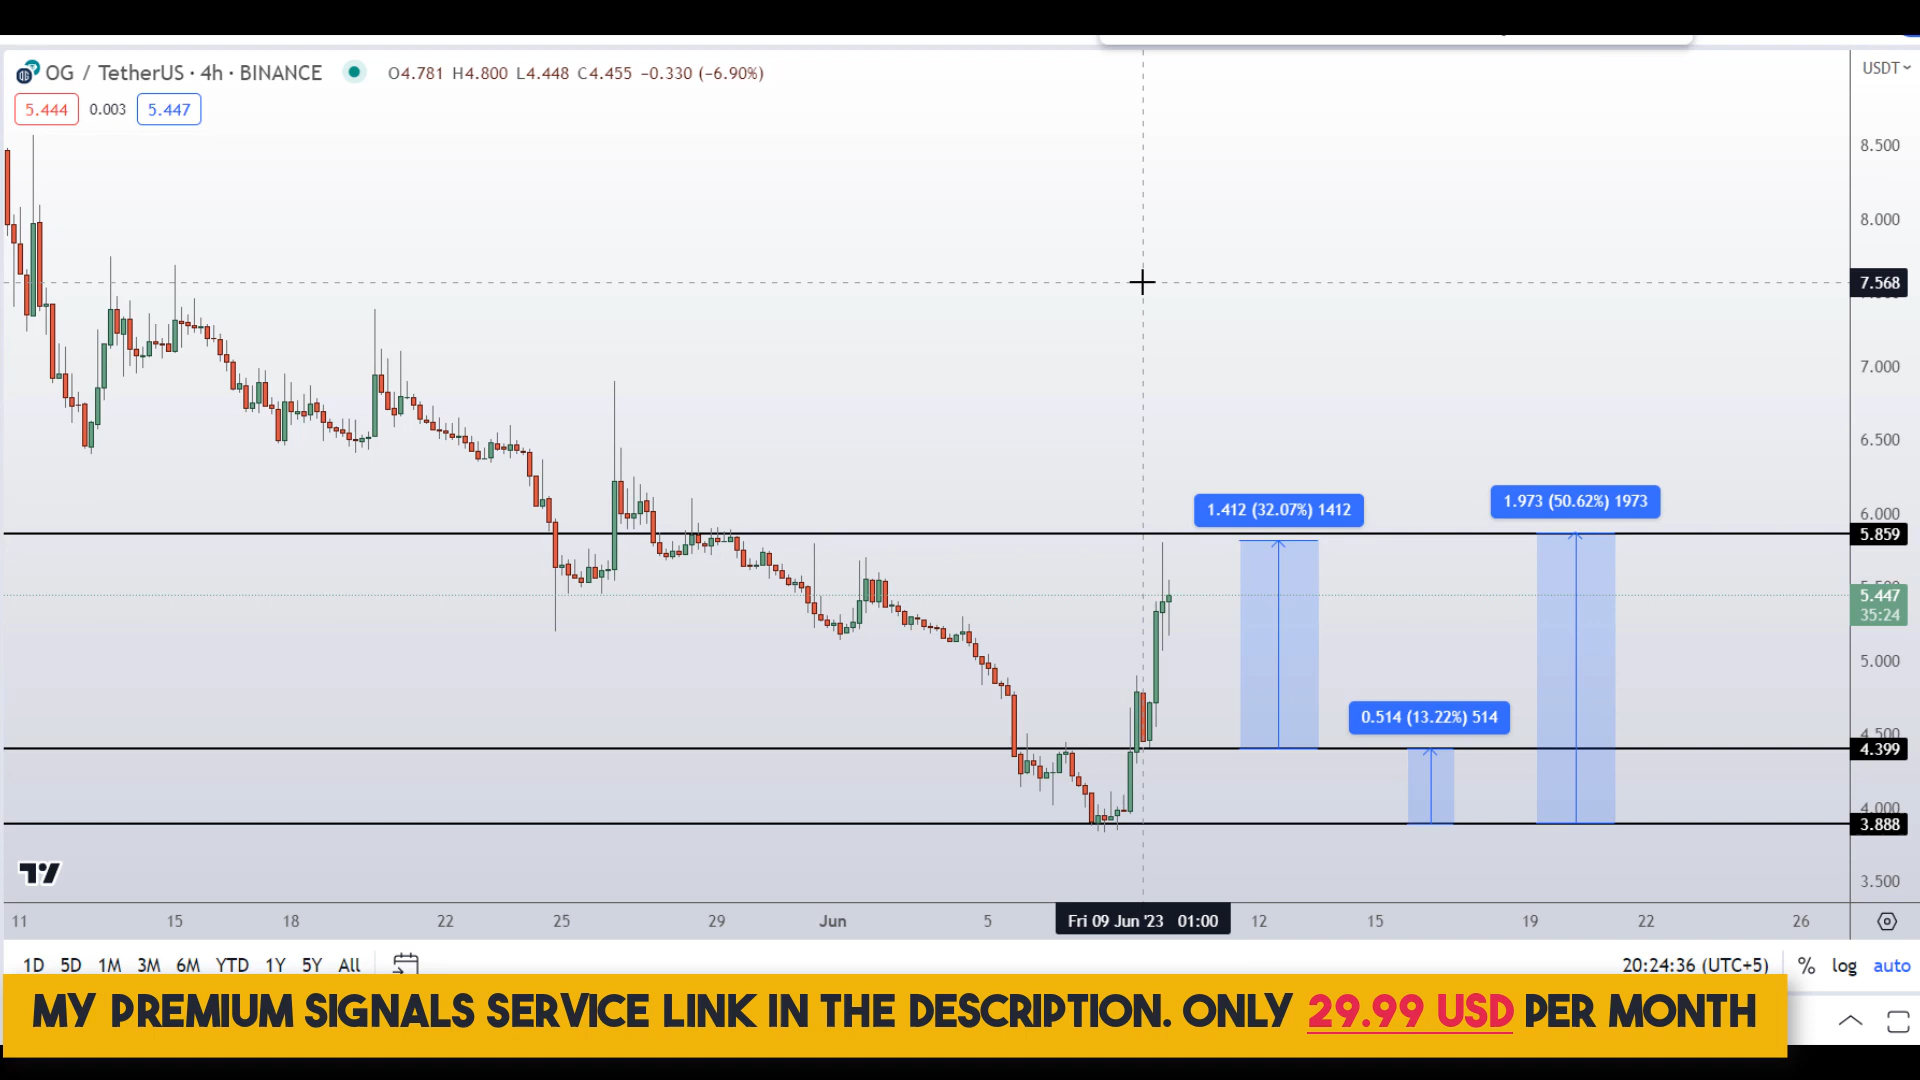 OG / TetherUS · 4h · BINANCE O4.781 H4.800 L4.448 C4.455 −0.330 (−6.90%)
USDT
5.444 0.003 5.447
8.500
8.000
7.568
7.000
6.500
1.973 (50.62%) 1973
1.412 (32.07%) 1412
6.000
5.859
5.447
35:24
5.000
0.514 (13.22%) 514
4.500
4.399
4.000
3.888
3.500
11 15 18 22 25 29 Jun 5 Fri 09 Jun '23 01:00 12 15 19 22 26
1D 5D 1M 3M 6M YTD 1Y 5Y All 20:24:36 (UTC+5) % log auto
MY PREMIUM SIGNALS SERVICE LINK IN THE DESCRIPTION. ONLY 29.99 USD PER MONTH